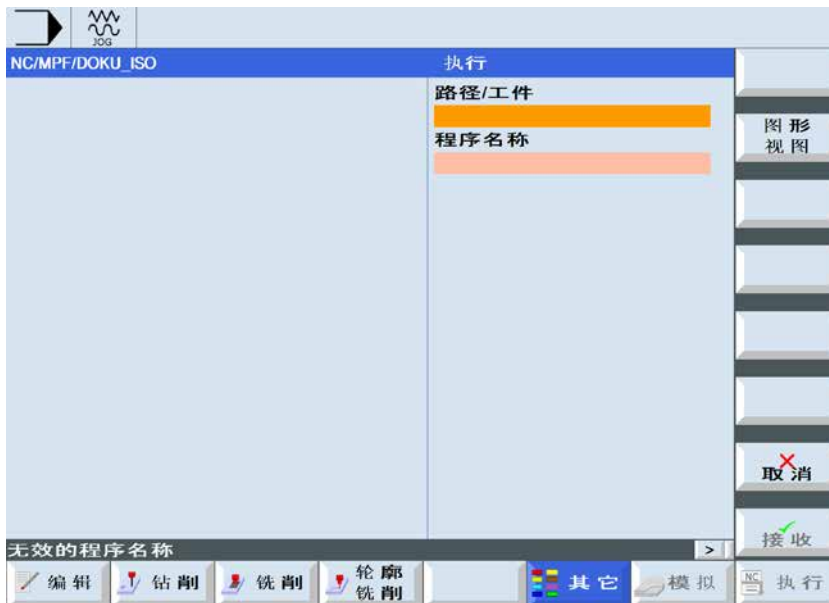 JOG
NC/MPF/DOKU_ISO
执行
路径/工件
程序名称
图形
视图
取消
接收
无效的程序名称
>
编辑
钻削
铣削
轮廓
铣削
其它
模拟
NC
执行